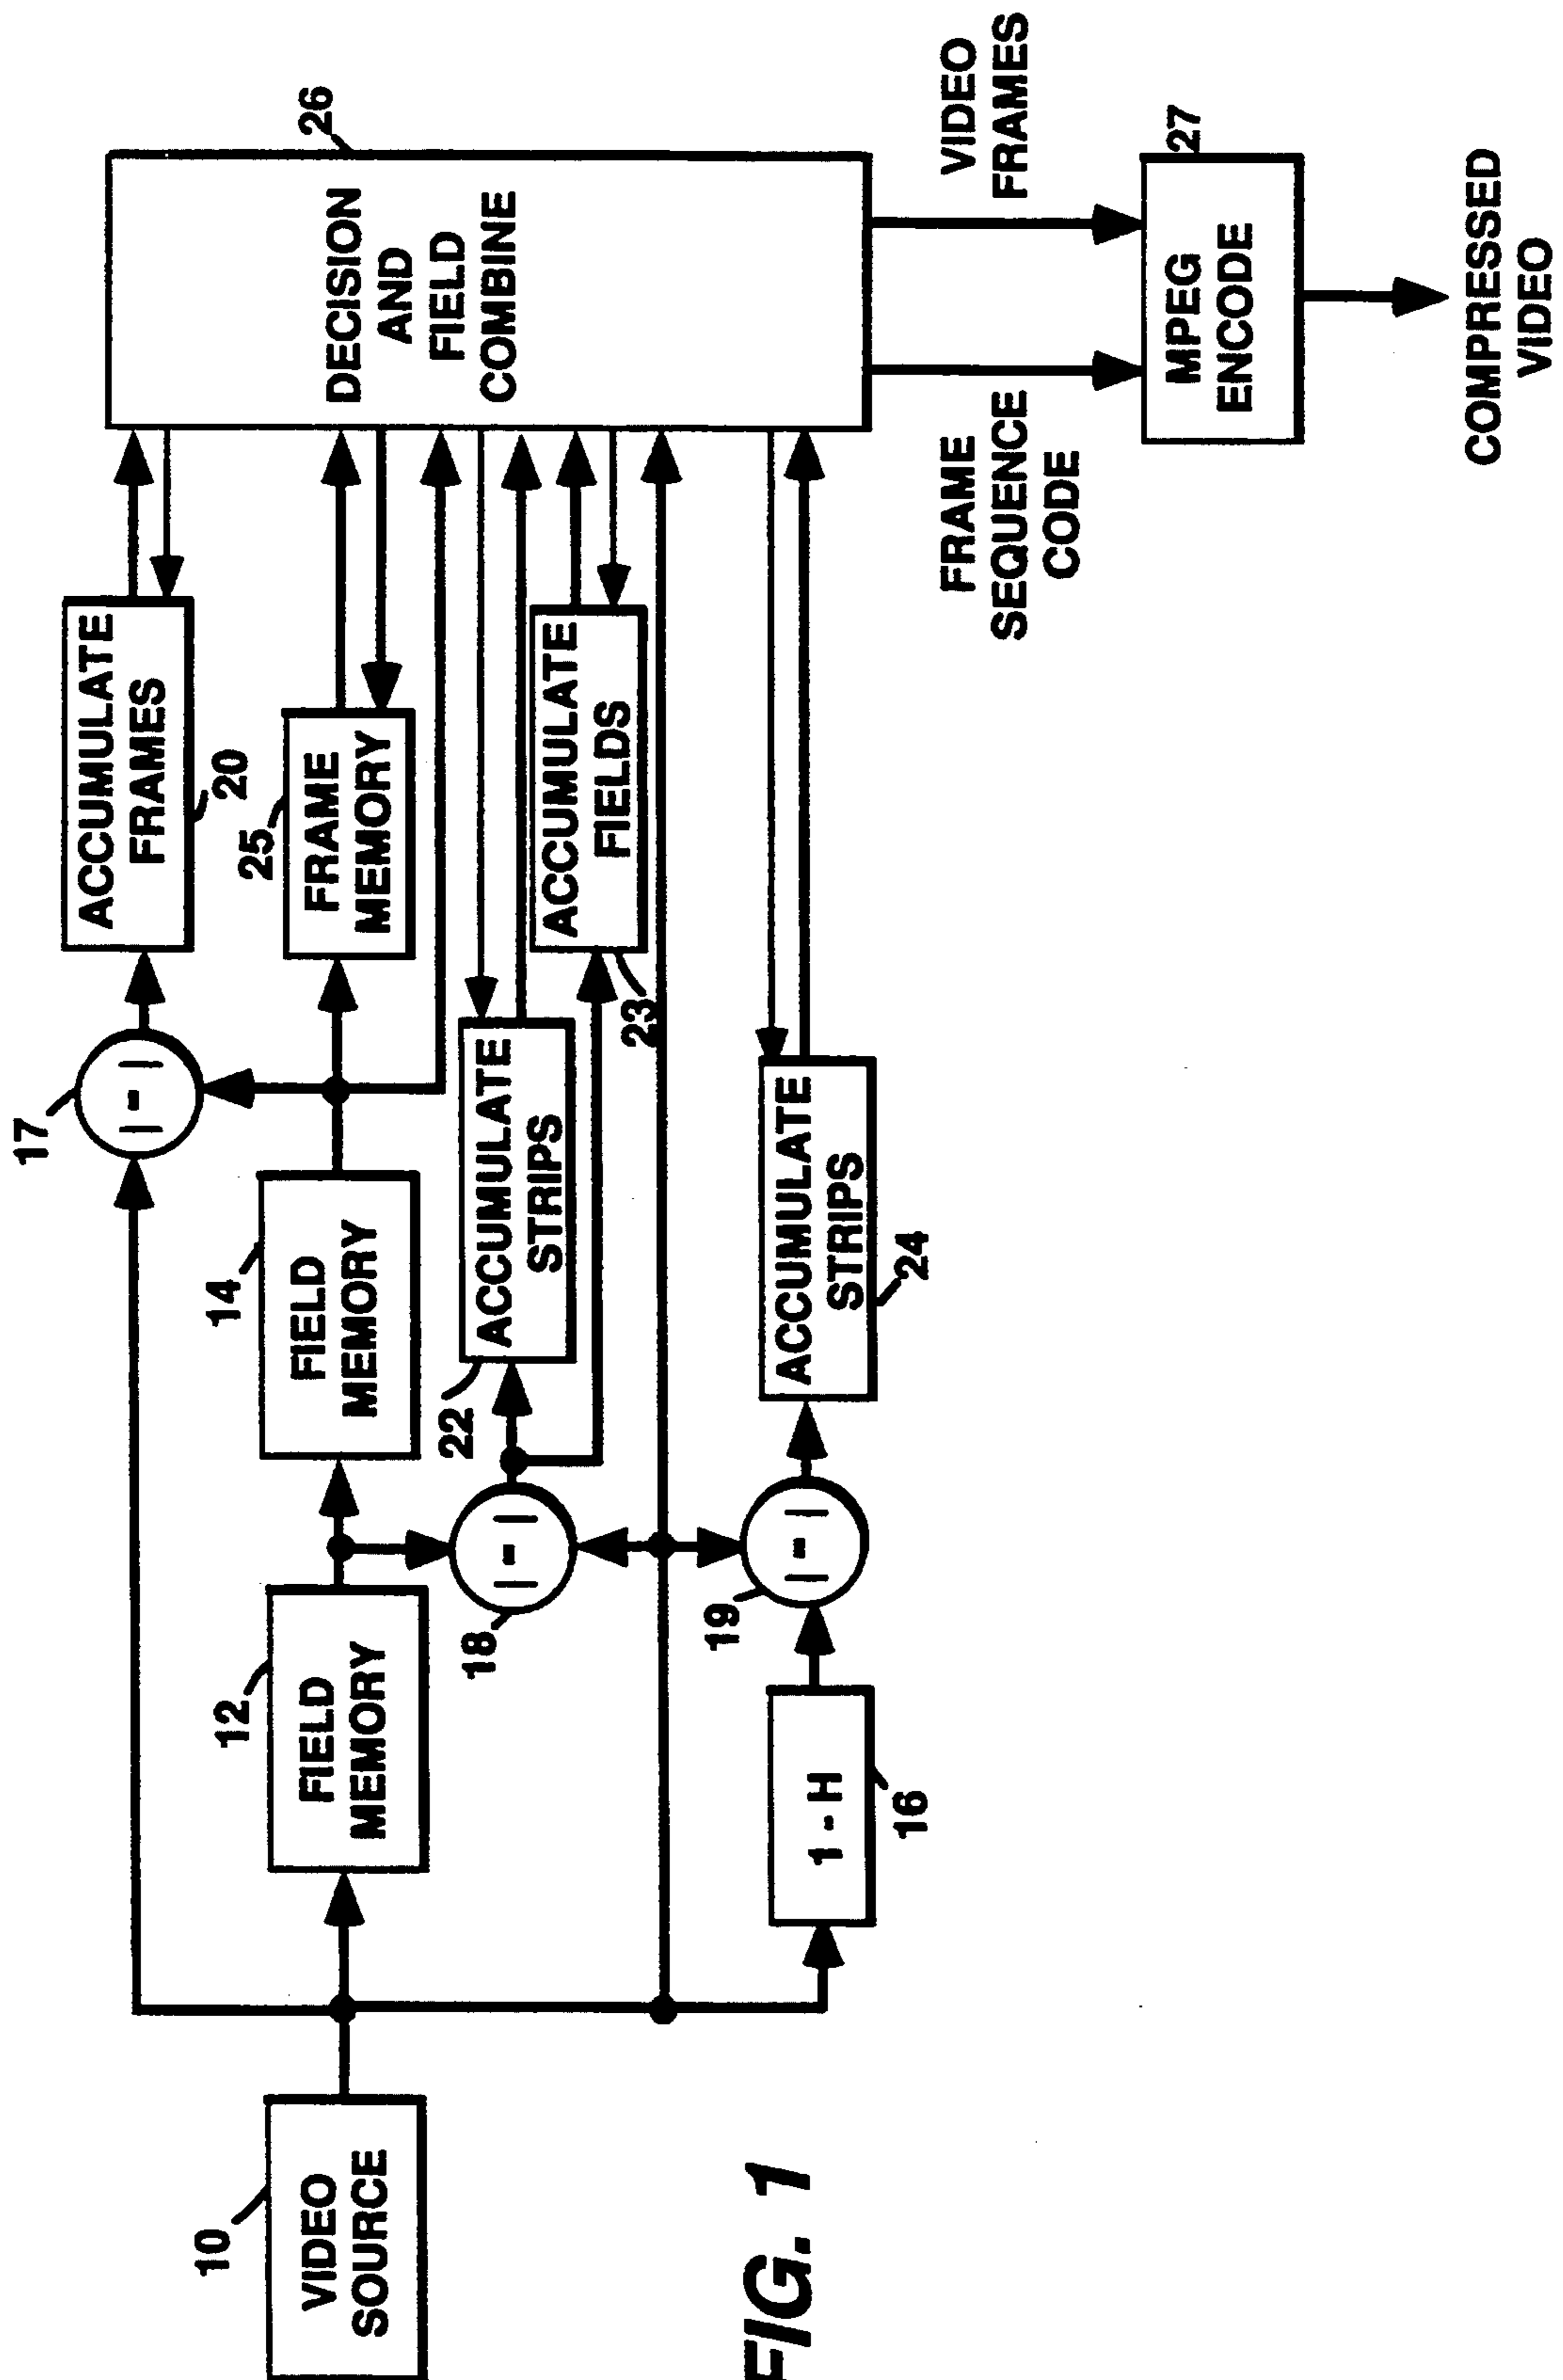 17
|-|
ACCUMULATE
FRAMES
20
26
DECISION
AND
FIELD
COMBINE
10
VIDEO
SOURCE
12
FIELD
MEMORY
14
FIELD
MEMORY
25
FRAME
MEMORY
18
|-|
22
ACCUMULATE
STRIPS
ACCUMULATE
FIELDS
23
1-H
16
19
|-|
ACCUMULATE
STRIPS
24
FRAME
SEQUENCE
CODE
VIDEO
FRAMES
MPEG
ENCODE
27
COMPRESSED
VIDEO
FIG. 1